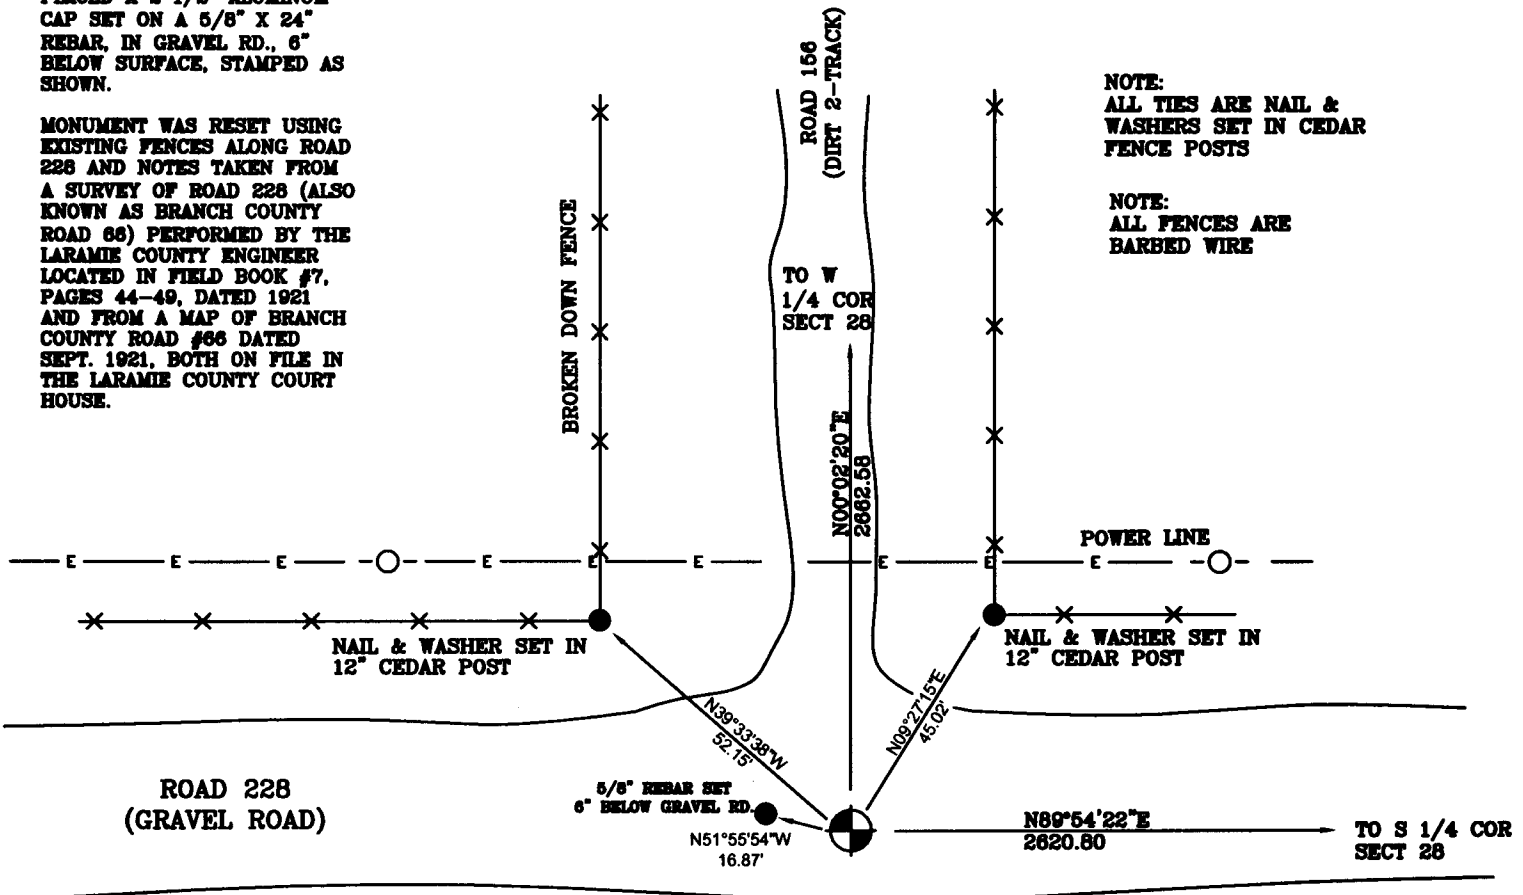 CAP SET ON A 5/8" X 24"
REBAR, IN GRAVEL RD., 6"
BELOW SURFACE, STAMPED AS
SHOWN.
MONUMENT WAS RESET USING
EXISTING FENCES ALONG ROAD
228 AND NOTES TAKEN FROM
A SURVEY OF ROAD 228 (ALSO
KNOWN AS BRANCH COUNTY
ROAD 66) PERFORMED BY THE
LARAMIE COUNTY ENGINEER
LOCATED IN FIELD BOOK #7,
PAGES 44-49, DATED 1921
AND FROM A MAP OF BRANCH
COUNTY ROAD #66 DATED
SEPT. 1921, BOTH ON FILE IN
THE LARAMIE COUNTY COURT
HOUSE.
BROKEN DOWN FENCE
ROAD 156
(DIRT 2-TRACK)
TO W
1/4 COR
SECT 28
N00°02'20"E
2662.58
NOTE:
ALL TIES ARE NAIL &
WASHERS SET IN CEDAR
FENCE POSTS
NOTE:
ALL FENCES ARE
BARBED WIRE
POWER LINE
E E E E E E E E E
NAIL & WASHER SET IN
12" CEDAR POST
NAIL & WASHER SET IN
12" CEDAR POST
N39°33'38"W
52.15'
N09°27'15"E
45.02'
ROAD 228
(GRAVEL ROAD)
5/8" REBAR SET
6" BELOW GRAVEL RD.
N51°55'54"W
16.87'
N89°54'22"E
2620.80
TO S 1/4 COR
SECT 28